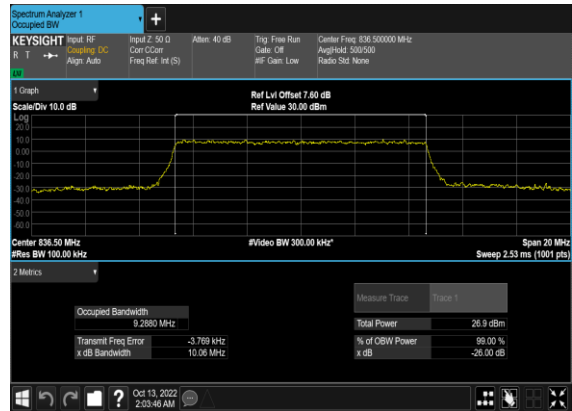 Spectrum Analyzer 1
Occupied BW
+
KEYSIGHT Input: RF Input Z: 50 Ω Atten: 40 dB Trig: Free Run Center Freq: 836.500000 MHz
R T Coupling: DC Corr CCorr Gate: Off Avg|Hold: 500/500
Align: Auto Freq Ref: Int (S) #IF Gain: Low Radio Std: None
LW
1 Graph Ref Lvl Offset 7.60 dB
Scale/Div 10.0 dB Ref Value 30.00 dBm
Log
20.0
10.0
0.00
-10.0
-20.0
-30.0
-40.0
-50.0
-60.0
Center 836.50 MHz #Video BW 300.00 kHz* Span 20 MHz
#Res BW 100.00 kHz Sweep 2.53 ms (1001 pts)
2 Metrics
Measure Trace Trace 1
Occupied Bandwidth
9.2880 MHz Total Power 26.9 dBm
Transmit Freq Error -3.769 kHz % of OBW Power 99.00 %
x dB Bandwidth 10.06 MHz x dB -26.00 dB
? Oct 13, 2022
2:03:46 AM